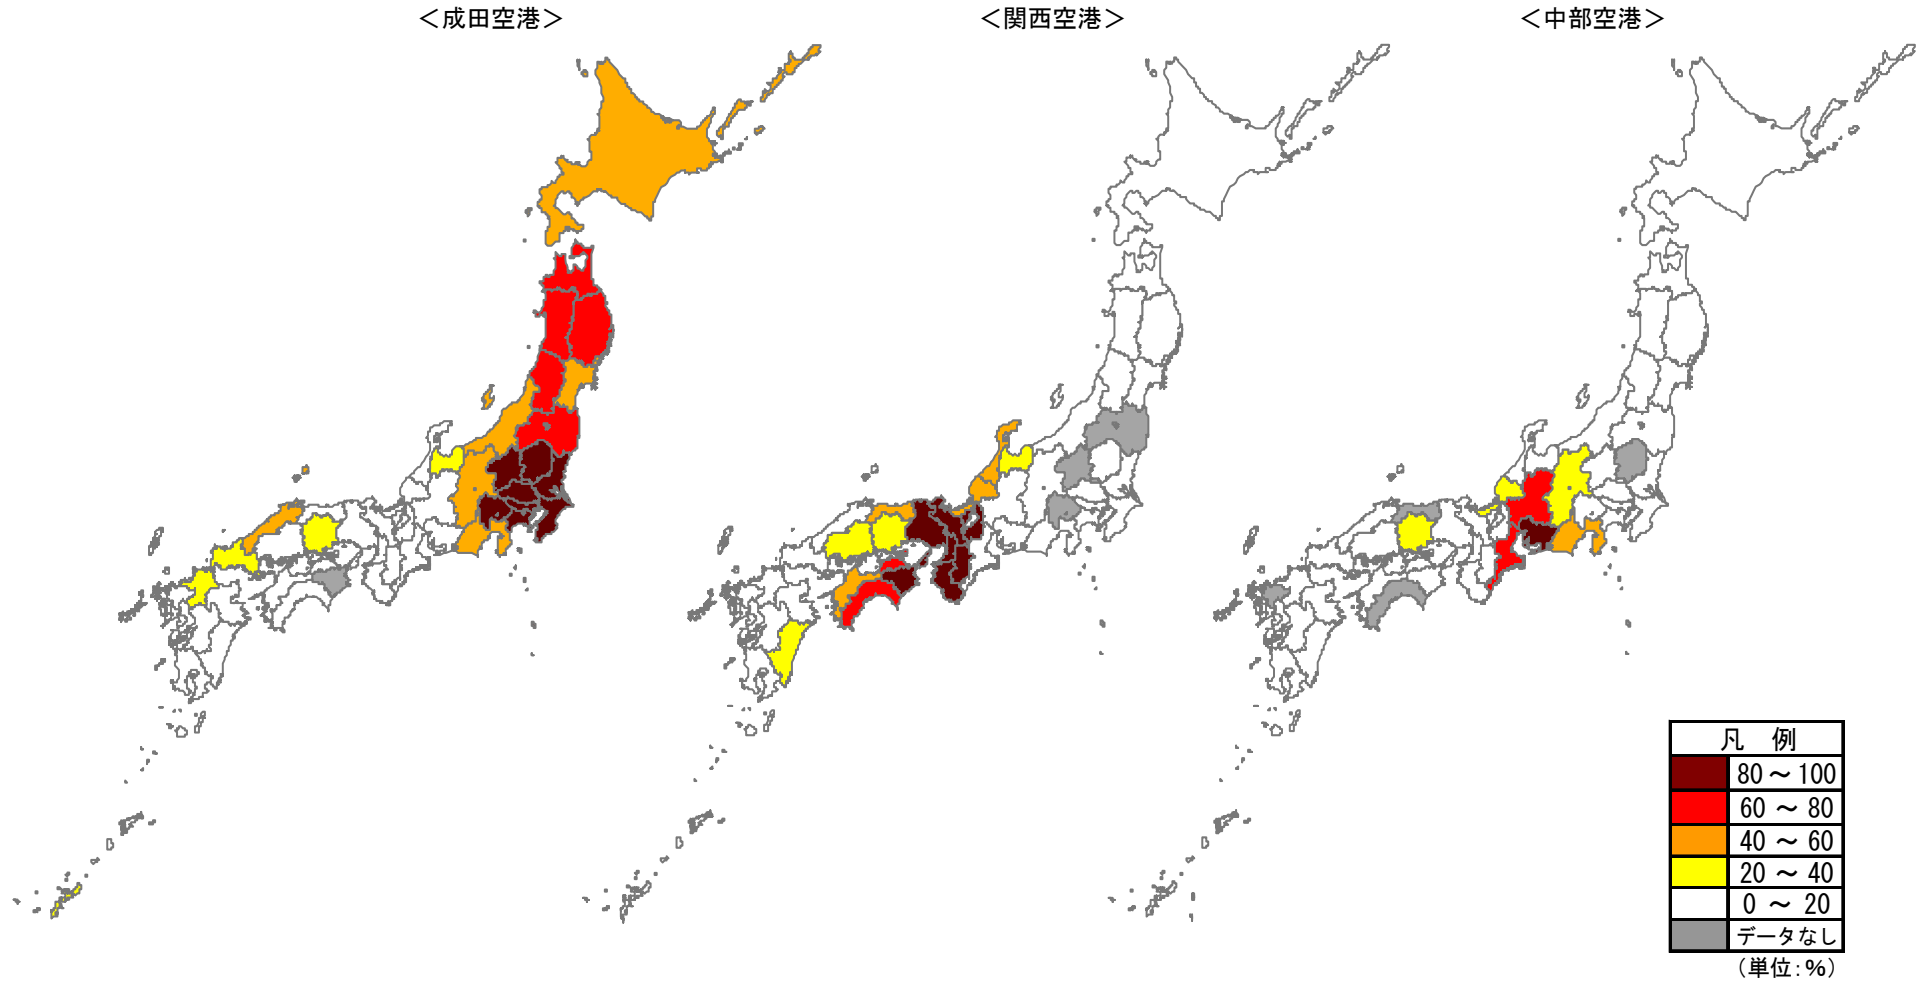 ＜成田空港＞
＜関西空港＞
＜中部空港＞
凡　例
80 ～ 100
60 ～ 80
40 ～ 60
20 ～ 40
0 ～ 20
データなし
（単位：%）